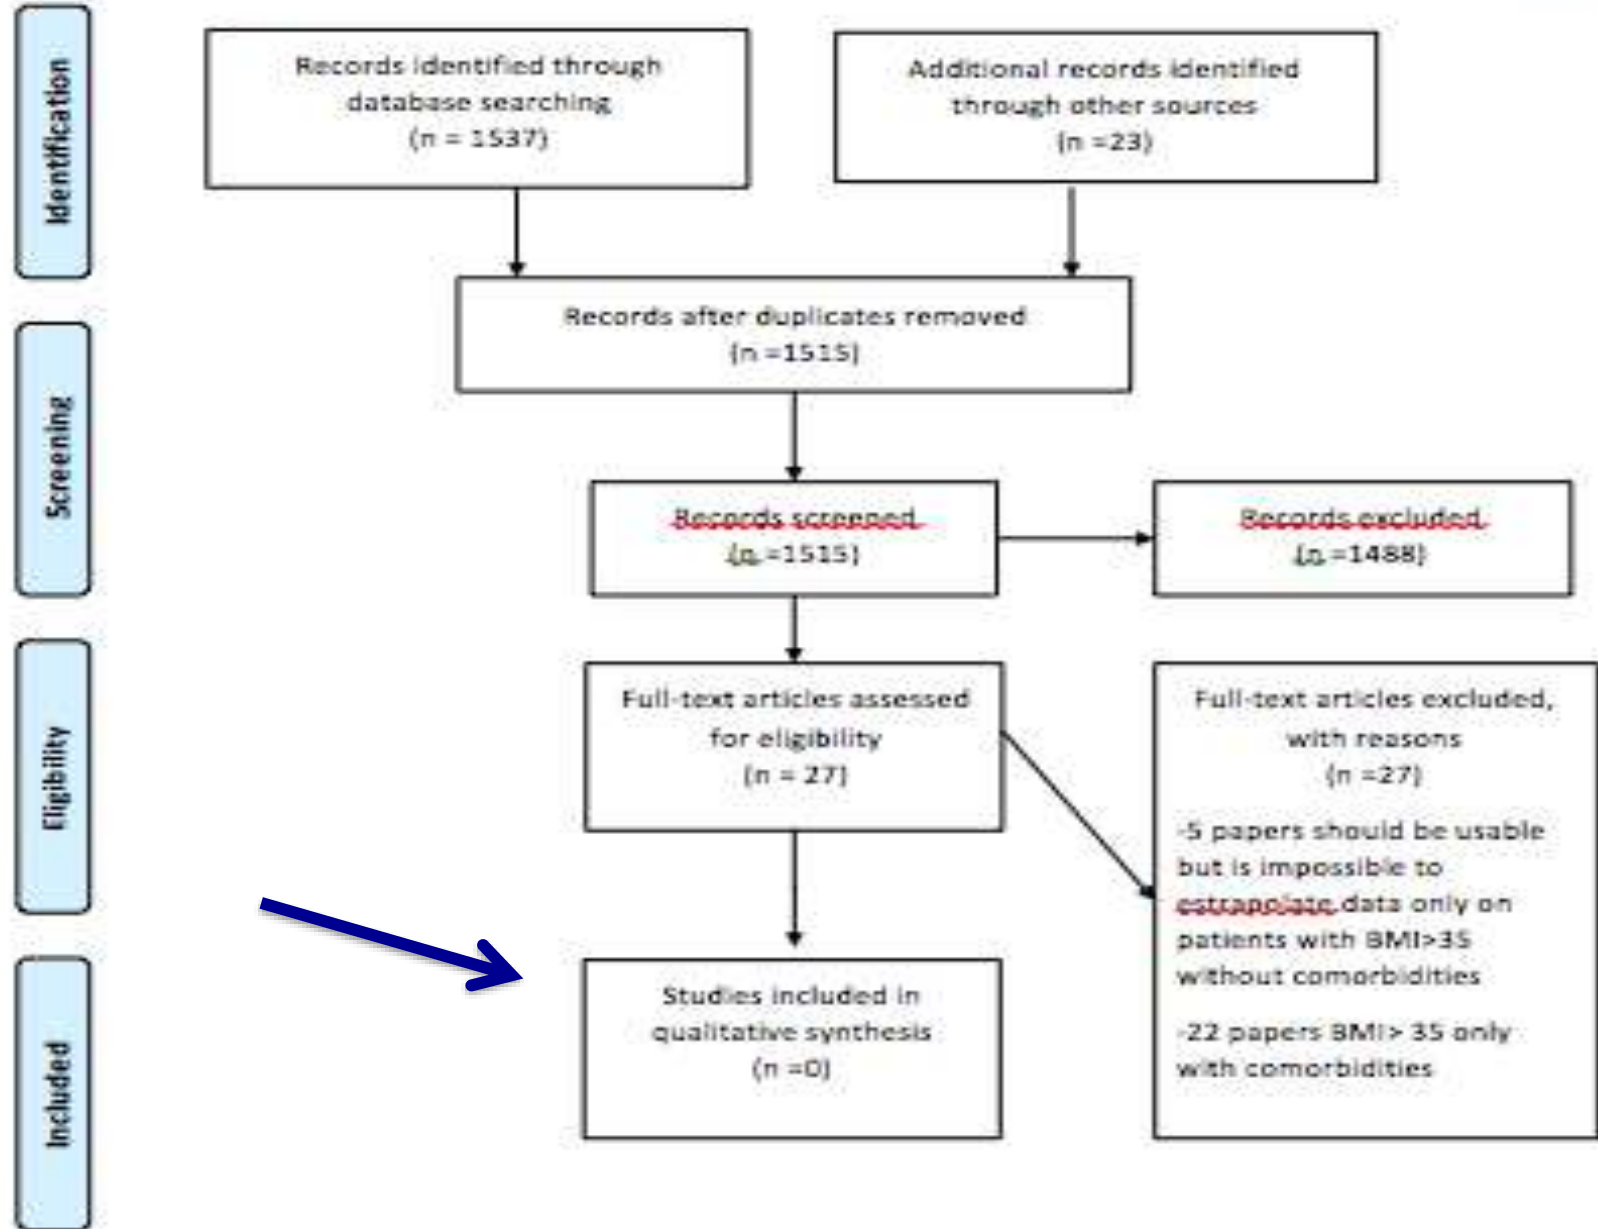 Identification
Records identified through
database searching
(n = 1537)
Additional records identified
through other sources
(n =23)
Records after duplicates removed
(n =1515)
Screening
Records screened
(n =1515)
Records excluded
(n =1488)
Eligibility
Full-text articles assessed
for eligibility
(n = 27)
Full-text articles excluded,
with reasons
(n =27)
-5 papers should be usable
but is impossible to
estrapolate data only on
patients with BMI>35
without comorbidities
-22 papers BMI> 35 only
with comorbidities
Included
Studies included in
qualitative synthesis
(n =0)